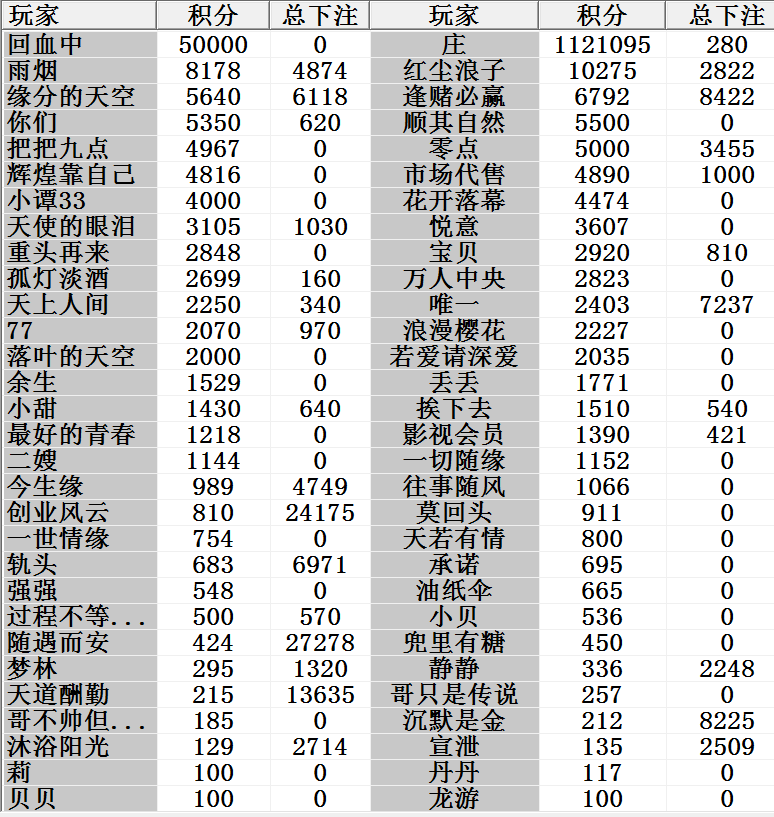 玩家 积分 总下注 玩家 积分 总下注
回血中 50000 0 庄 1121095 280
雨烟 8178 4874 红尘浪子 10275 2822
缘分的天空 5640 6118 逢赌必赢 6792 8422
你们 5350 620 顺其自然 5500 0
把把九点 4967 0 零点 5000 3455
辉煌靠自己 4816 0 市场代售 4890 1000
小谭33 4000 0 花开落幕 4474 0
天使的眼泪 3105 1030 悦意 3607 0
重头再来 2848 0 宝贝 2920 810
孤灯淡酒 2699 160 万人中央 2823 0
天上人间 2250 340 唯一 2403 7237
77 2070 970 浪漫樱花 2227 0
落叶的天空 2000 0 若爱请深爱 2035 0
余生 1529 0 丢丢 1771 0
小甜 1430 640 挨下去 1510 540
最好的青春 1218 0 影视会员 1390 421
二嫂 1144 0 一切随缘 1152 0
今生缘 989 4749 往事随风 1066 0
创业风云 810 24175 莫回头 911 0
一世情缘 754 0 天若有情 800 0
轨头 683 6971 承诺 695 0
强强 548 0 油纸伞 665 0
过程不等... 500 570 小贝 536 0
随遇而安 424 27278 兜里有糖 450 0
梦林 295 1320 静静 336 2248
天道酬勤 215 13635 哥只是传说 257 0
哥不帅但... 185 0 沉默是金 212 8225
沐浴阳光 129 2714 宣泄 135 2509
莉 100 0 丹丹 117 0
贝贝 100 0 龙游 100 0